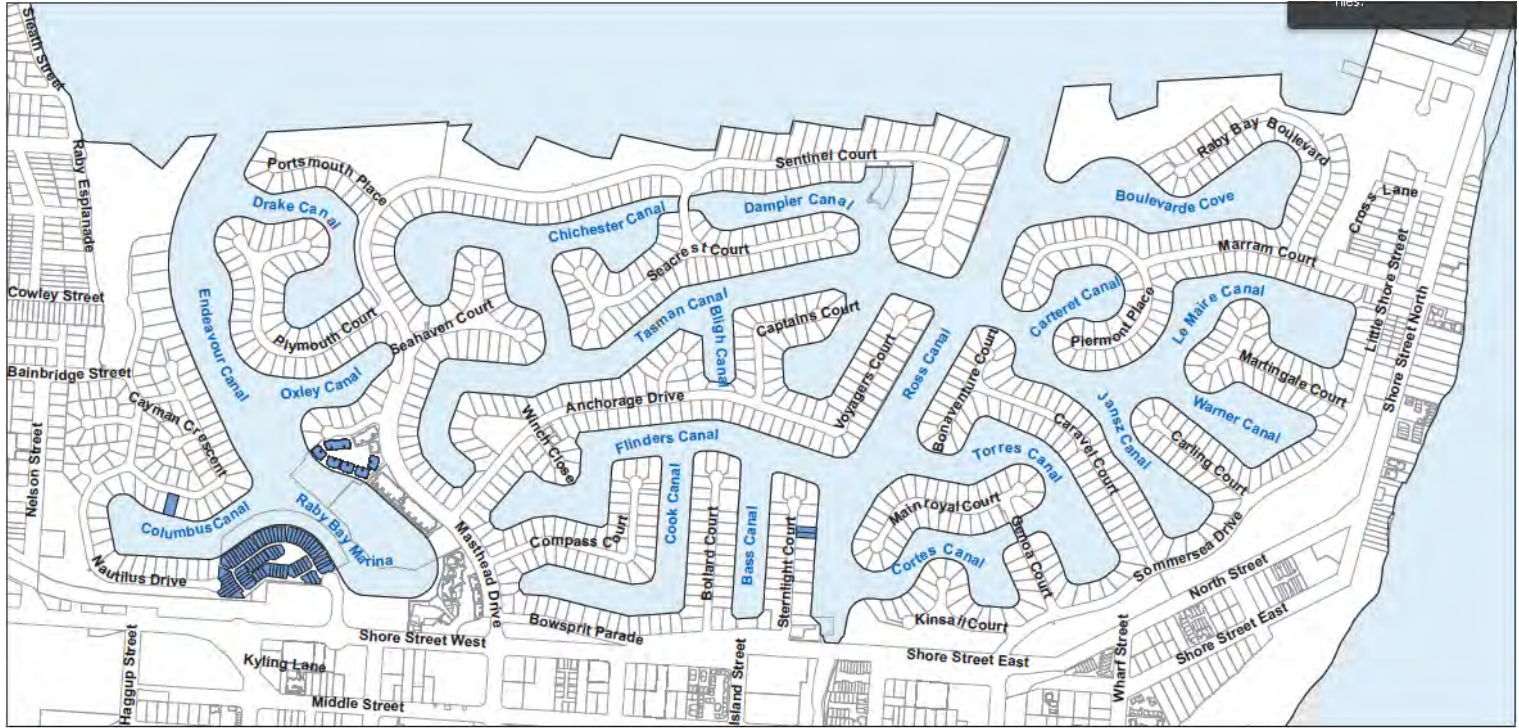 files.
Sleath Street
Raby Esplanade
Portsmouth Place
Sentinel Court
Raby Bay Boulevard
Drake Canal
Chichester Canal
Dampier Canal
Boulevarde Cove
Cross Lane
Seacrest Court
Marram Court
Little Shore Street
Shore Street North
Cowley Street
Endeavour Canal
Plymouth Court
Seahaven Court
Tasman Canal
Bligh Canal
Captains Court
Carteret Canal
Piermont Place
Le Maire Canal
Bainbridge Street
Oxley Canal
Voyagers Court
Ross Canal
Bonaventure Court
Martingale Court
Cayman Crescent
Anchorage Drive
Winch Close
Flinders Canal
Caravel Court
Jansz Canal
Warner Canal
Nelson Street
Torres Canal
Carling Court
Columbus Canal
Raby Bay Marina
Mainroyal Court
Cook Canal
Bollard Court
Bass Canal
Sternlight Court
Compass Court
Genoa Court
Cortes Canal
Nautilus Drive
Masthead Drive
Sommersea Drive
North Street
Bowsprit Parade
Kinsail Court
Shore Street West
Shore Street East
Shore Street East
Wharf Street
Haggup Street
Kyling Lane
Island Street
Middle Street